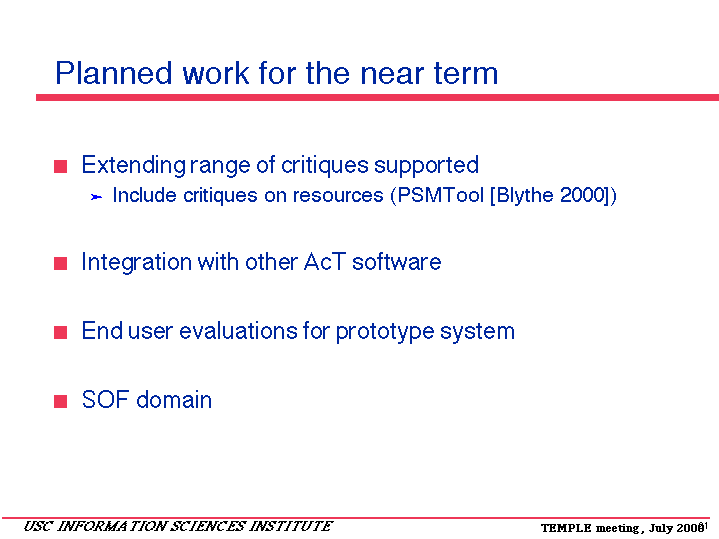 Planned work for the near term
Extending range of critiques supported
Include critiques on resources (PSMTool [Blythe 2000])
Integration with other AcT software
End user evaluations for prototype system
SOF domain
USC INFORMATION SCIENCES INSTITUTE
TEMPLE meeting, July 2000